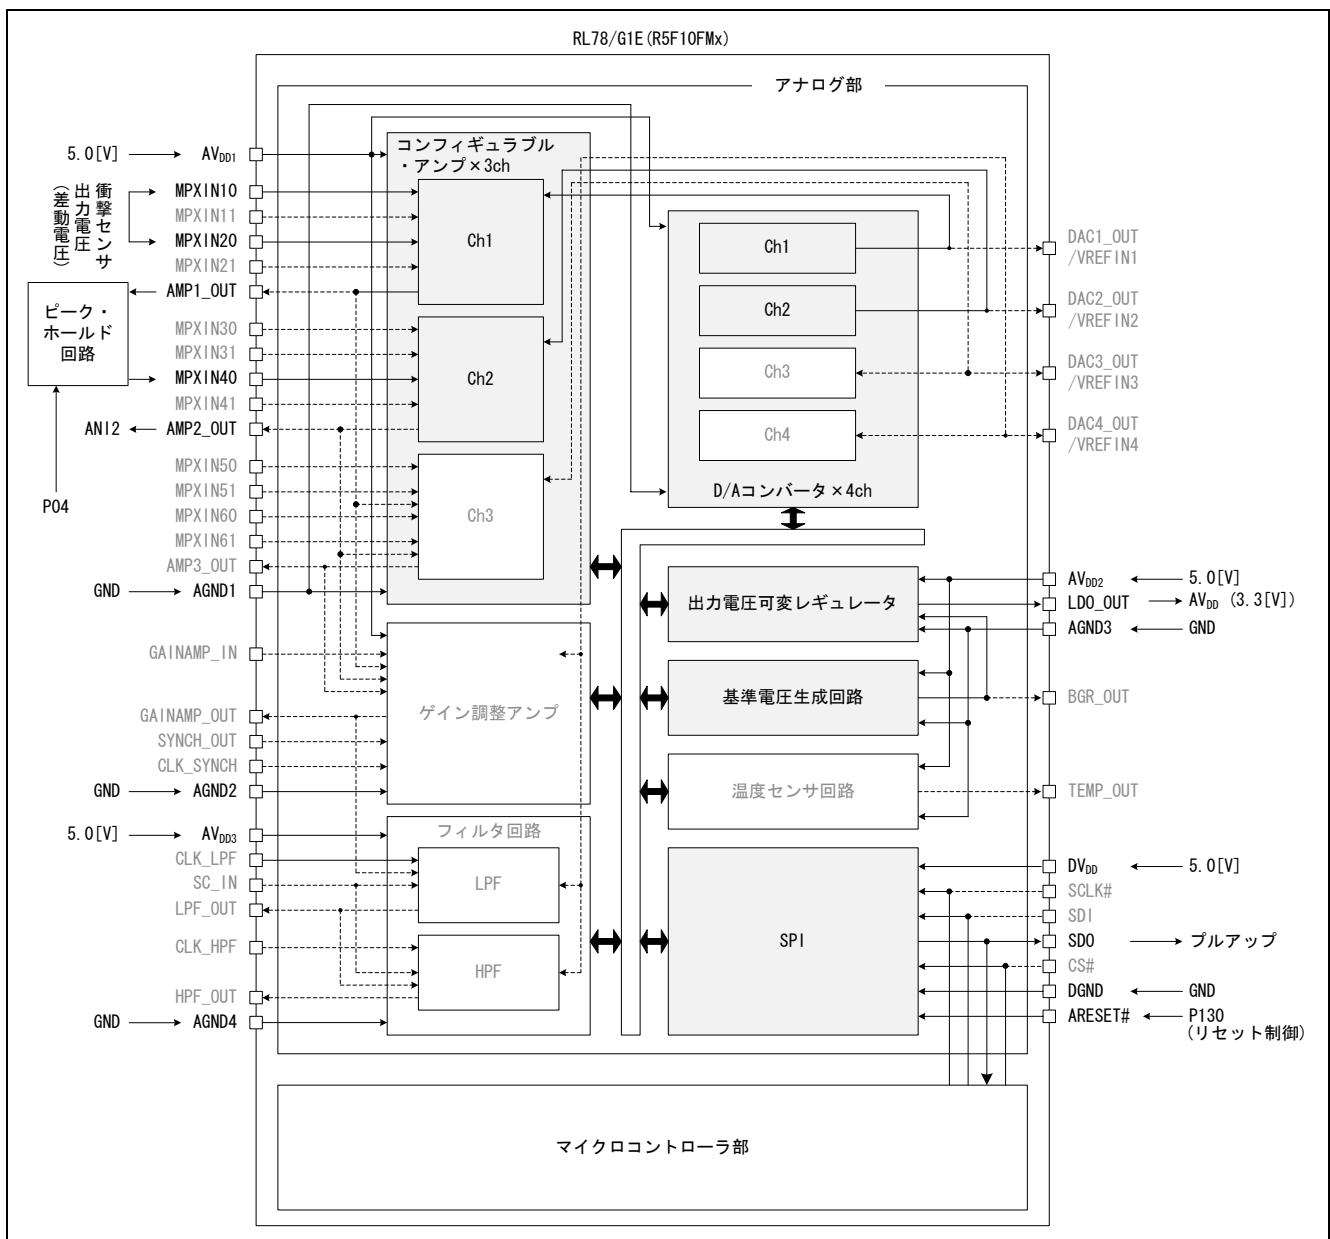 RL78/G1E(R5F10FMx)
アナログ部
5.0[V]
AVDD1
衝撃センサ
出力電圧
(差動電圧)
MPXIN10
MPXIN11
MPXIN20
MPXIN21
AMP1_OUT
ピーク・
ホールド
回路
MPXIN30
MPXIN31
MPXIN40
MPXIN41
ANI2
AMP2_OUT
MPXIN50
MPXIN51
P04
MPXIN60
MPXIN61
AMP3_OUT
GND
AGND1
GAINAMP_IN
GAINAMP_OUT
SYNCH_OUT
CLK_SYNCH
GND
AGND2
5.0[V]
AVDD3
CLK_LPF
SC_IN
LPF_OUT
CLK_HPF
HPF_OUT
GND
AGND4
コンフィギュラブル
・アンプ×3ch
Ch1
Ch2
Ch3
ゲイン調整アンプ
フィルタ回路
LPF
HPF
Ch1
Ch2
Ch3
Ch4
D/Aコンバータ×4ch
出力電圧可変レギュレータ
基準電圧生成回路
温度センサ回路
SPI
DAC1_OUT
/VREFIN1
DAC2_OUT
/VREFIN2
DAC3_OUT
/VREFIN3
DAC4_OUT
/VREFIN4
AVDD2
5.0[V]
LDO_OUT
AVDD (3.3[V])
AGND3
GND
BGR_OUT
TEMP_OUT
DVDD
5.0[V]
SCLK#
SDI
SDO
プルアップ
CS#
DGND
GND
ARESET#
P130
(リセット制御)
マイクロコントローラ部